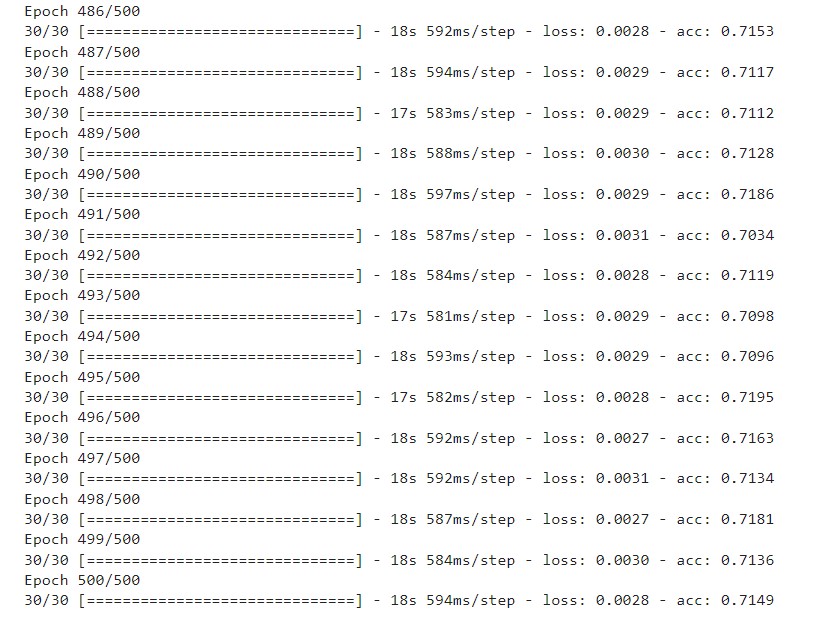 Epoch 486/500
30/30 [==============================] - 18s 592ms/step - loss: 0.0028 - acc: 0.7153
Epoch 487/500
30/30 [==============================] - 18s 594ms/step - loss: 0.0029 - acc: 0.7117
Epoch 488/500
30/30 [==============================] - 17s 583ms/step - loss: 0.0029 - acc: 0.7112
Epoch 489/500
30/30 [==============================] - 18s 588ms/step - loss: 0.0030 - acc: 0.7128
Epoch 490/500
30/30 [==============================] - 18s 597ms/step - loss: 0.0029 - acc: 0.7186
Epoch 491/500
30/30 [==============================] - 18s 587ms/step - loss: 0.0031 - acc: 0.7034
Epoch 492/500
30/30 [==============================] - 18s 584ms/step - loss: 0.0028 - acc: 0.7119
Epoch 493/500
30/30 [==============================] - 17s 581ms/step - loss: 0.0029 - acc: 0.7098
Epoch 494/500
30/30 [==============================] - 18s 593ms/step - loss: 0.0029 - acc: 0.7096
Epoch 495/500
30/30 [==============================] - 17s 582ms/step - loss: 0.0028 - acc: 0.7195
Epoch 496/500
30/30 [==============================] - 18s 592ms/step - loss: 0.0027 - acc: 0.7163
Epoch 497/500
30/30 [==============================] - 18s 592ms/step - loss: 0.0031 - acc: 0.7134
Epoch 498/500
30/30 [==============================] - 18s 587ms/step - loss: 0.0027 - acc: 0.7181
Epoch 499/500
30/30 [==============================] - 18s 584ms/step - loss: 0.0030 - acc: 0.7136
Epoch 500/500
30/30 [==============================] - 18s 594ms/step - loss: 0.0028 - acc: 0.7149